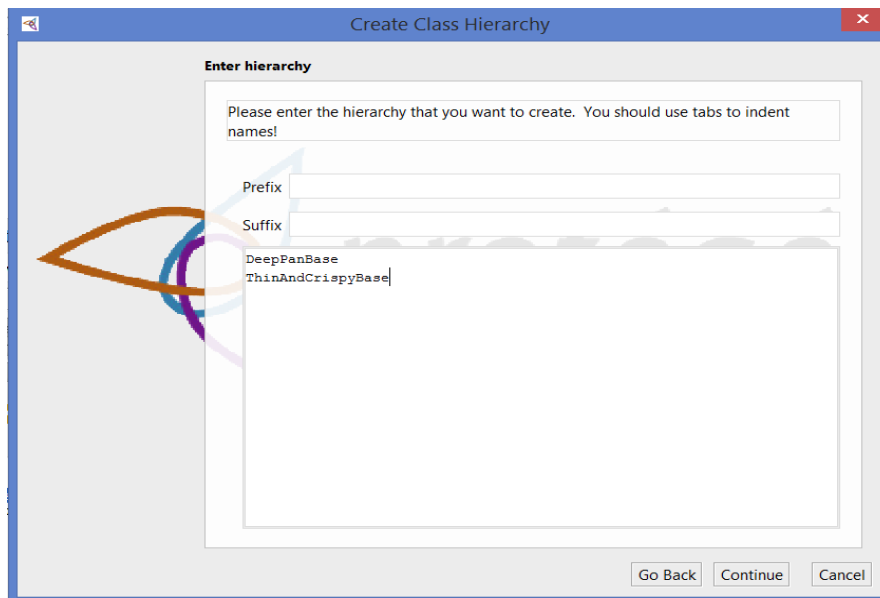 Create Class Hierarchy
Enter hierarchy
Please enter the hierarchy that you want to create. You should use tabs to indent
names!
Prefix
Suffix
DeepPanBase
ThinAndCrispyBase
Go Back Continue Cancel